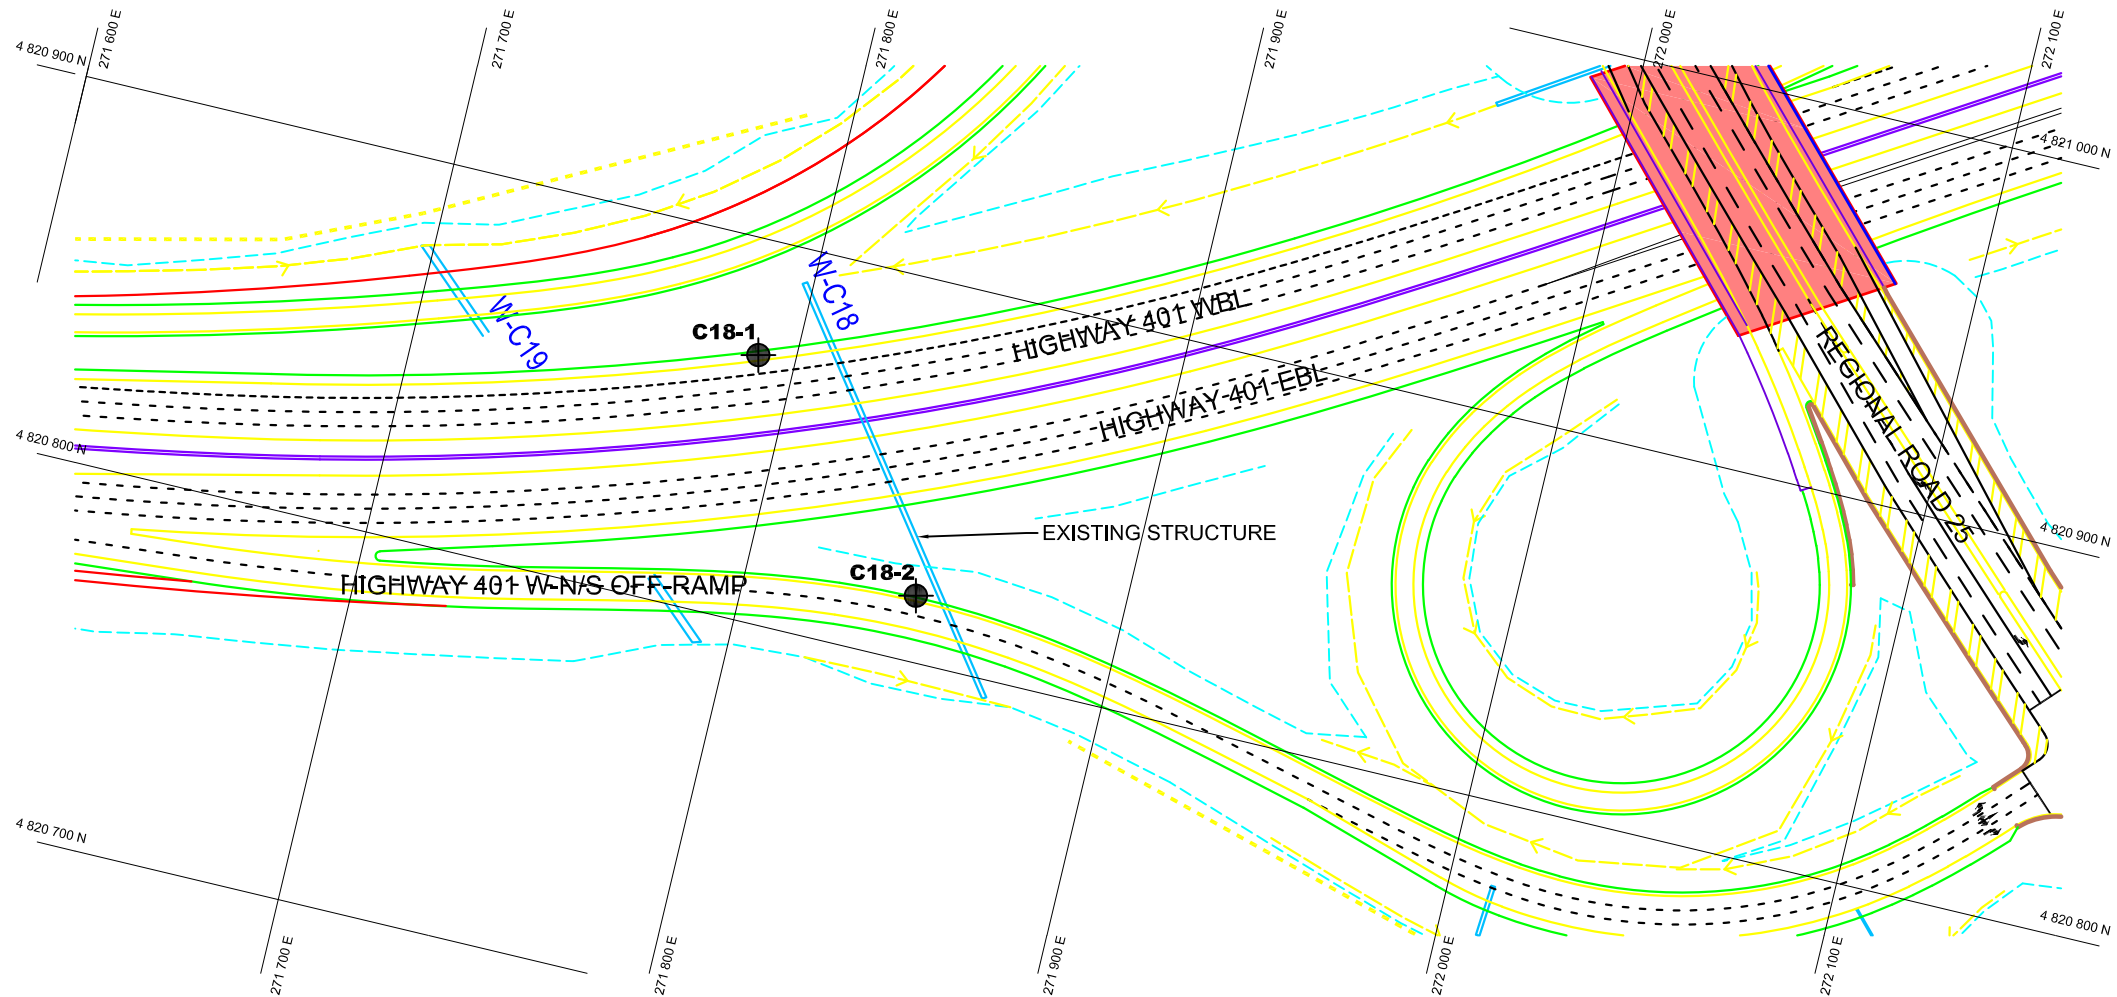 271 600 E
271 700 E
271 800 E
271 900 E
272 000 E
272 100 E
4 820 900 N
4 821 000 N
W-C18
W-C19
C18-1
HIGHWAY 401 WBL
HIGHWAY 401 EBL
REGIONAL ROAD 25
4 820 800 N
4 820 900 N
EXISTING STRUCTURE
C18-2
HIGHWAY 401 W-N/S OFF-RAMP
4 820 700 N
4 820 800 N
271 700 E
271 800 E
271 900 E
272 000 E
272 100 E